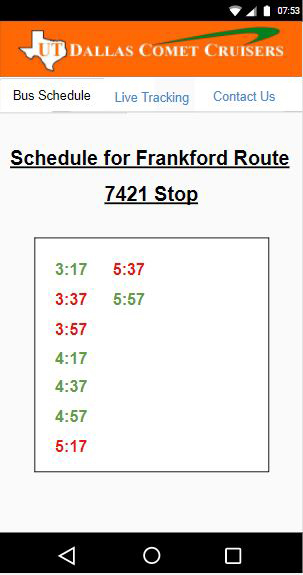 07:53
UT DALLAS COMET CRUISERS
Bus Schedule Live Tracking Contact Us
Schedule for Frankford Route
7421 Stop
3:17 5:37
3:37 5:57
3:57
4:17
4:37
4:57
5:17